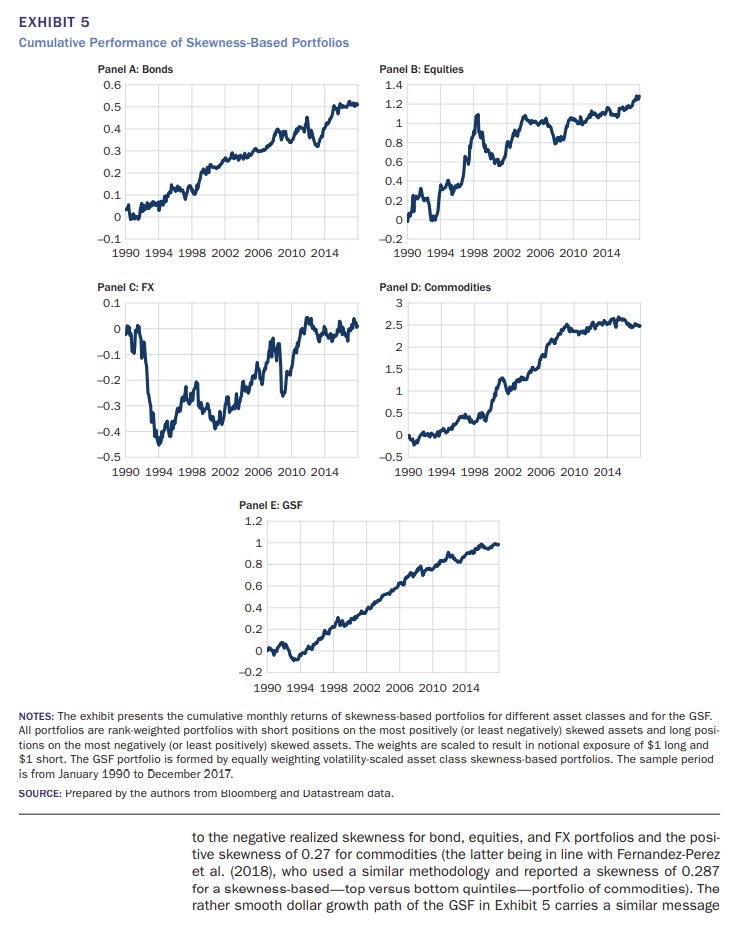 EXHIBIT 5
Cumulative Performance of Skewness-Based Portfolios
Panel A: Bonds
0.6
0.5
0.4
0.3
0.2
0.1
0
–0.1
1990 1994 1998 2002 2006 2010 2014
Panel B: Equities
1.4
1.2
1
0.8
0.6
0.4
0.2
0
–0.2
1990 1994 1998 2002 2006 2010 2014
Panel C: FX
0.1
0
–0.1
–0.2
–0.3
–0.4
–0.5
1990 1994 1998 2002 2006 2010 2014
Panel D: Commodities
3
2.5
2
1.5
1
0.5
0
–0.5
1990 1994 1998 2002 2006 2010 2014
Panel E: GSF
1.2
1
0.8
0.6
0.4
0.2
0
–0.2
1990 1994 1998 2002 2006 2010 2014
NOTES: The exhibit presents the cumulative monthly returns of skewness-based portfolios for different asset classes and for the GSF.
All portfolios are rank-weighted portfolios with short positions on the most positively (or least negatively) skewed assets and long posi-
tions on the most negatively (or least positively) skewed assets. The weights are scaled to result in notional exposure of $1 long and
$1 short. The GSF portfolio is formed by equally weighting volatility-scaled asset class skewness-based portfolios. The sample period
is from January 1990 to December 2017.
SOURCE: Prepared by the authors from Bloomberg and Datastream data.
to the negative realized skewness for bond, equities, and FX portfolios and the posi-
tive skewness of 0.27 for commodities (the latter being in line with Fernandez-Perez
et al. (2018), who used a similar methodology and reported a skewness of 0.287
for a skewness-based—top versus bottom quintiles—portfolio of commodities). The
rather smooth dollar growth path of the GSF in Exhibit 5 carries a similar message